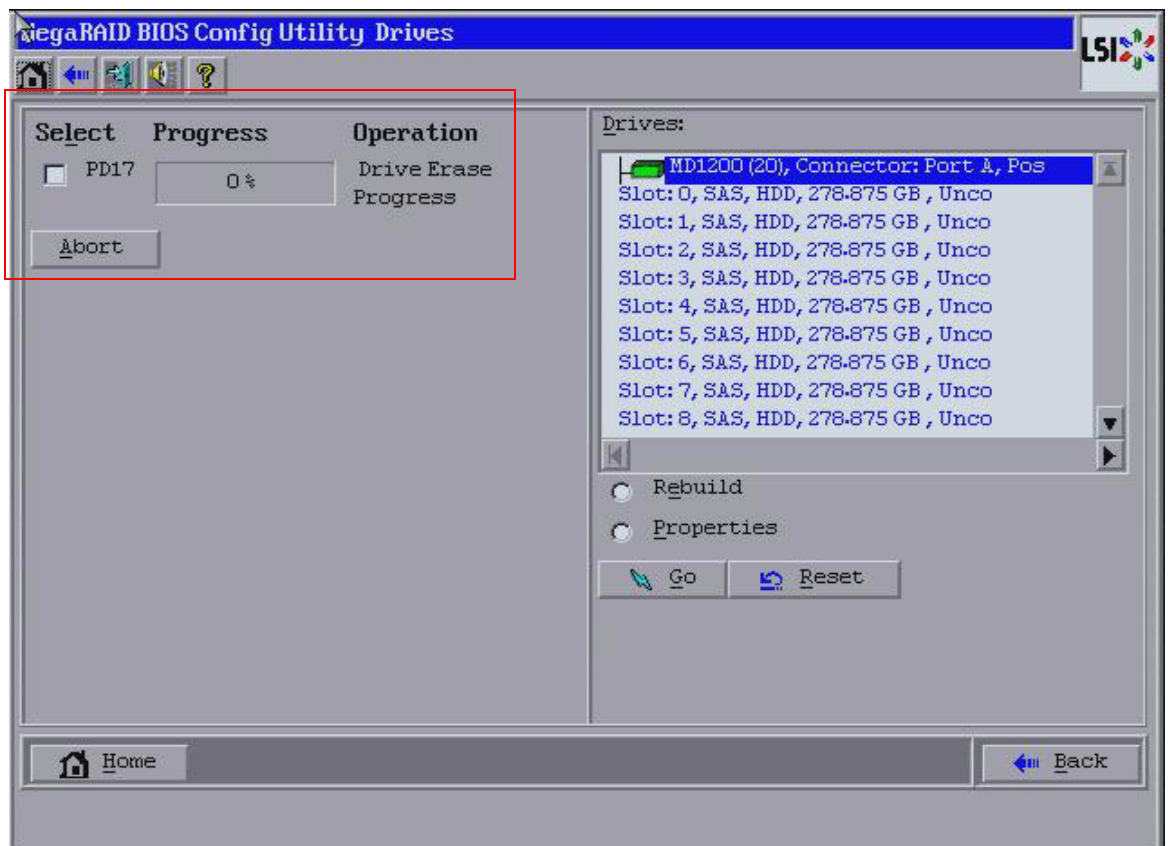 MegaRAID BIOS Config Utility Drives
LSI
Select Progress Operation
PD17 0 % Drive Erase Progress
Abort
Drives:
MD1200 (20), Connector: Port A, Pos
Slot: 0, SAS, HDD, 278.875 GB , Unco
Slot: 1, SAS, HDD, 278.875 GB , Unco
Slot: 2, SAS, HDD, 278.875 GB , Unco
Slot: 3, SAS, HDD, 278.875 GB , Unco
Slot: 4, SAS, HDD, 278.875 GB , Unco
Slot: 5, SAS, HDD, 278.875 GB , Unco
Slot: 6, SAS, HDD, 278.875 GB , Unco
Slot: 7, SAS, HDD, 278.875 GB , Unco
Slot: 8, SAS, HDD, 278.875 GB , Unco
Rebuild
Properties
Go Reset
Home Back